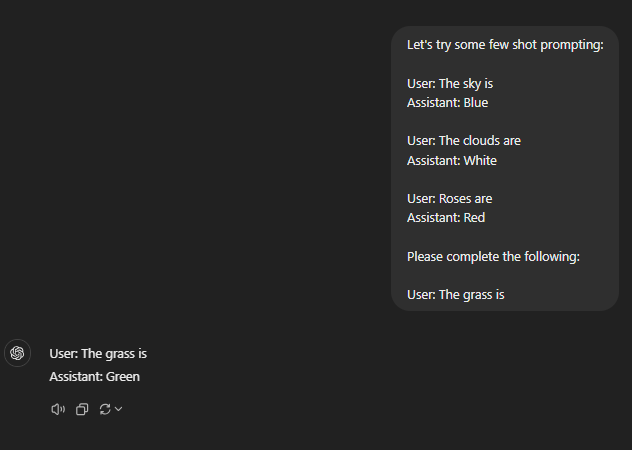 Let's try some few shot prompting:
User: The sky is
Assistant: Blue
User: The clouds are
Assistant: White
User: Roses are
Assistant: Red
Please complete the following:
User: The grass is
User: The grass is
Assistant: Green